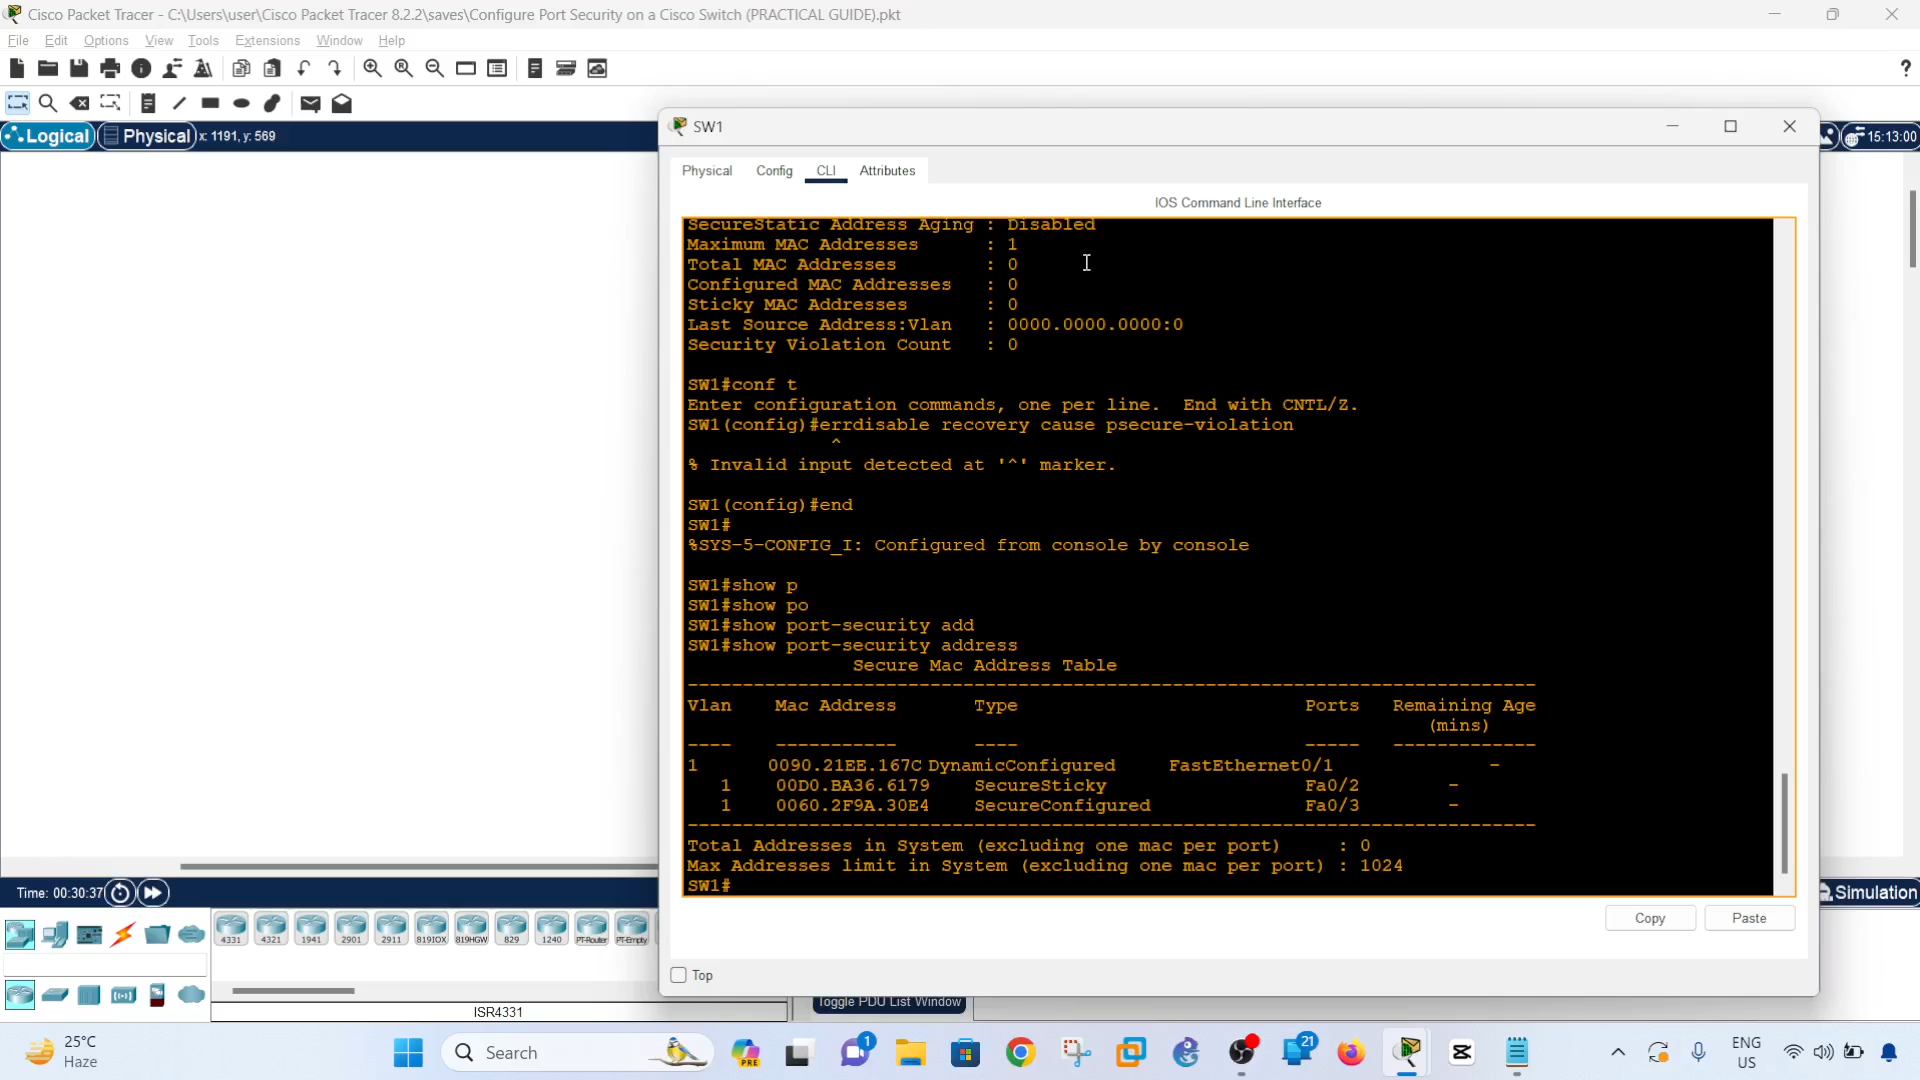 Cisco Packet Tracer - C:\Users\user\Cisco Packet Tracer 8.2.2\saves\Configure Port Security on a Cisco Switch (PRACTICAL GUIDE).pkt
File Edit Options View Tools Extensions Window Help
?
Logical Physical x: 1191, y: 569
15:13:00
SW1
Physical Config CLI Attributes
IOS Command Line Interface
SecureStatic Address Aging : Disabled
Maximum MAC Addresses : 1
Total MAC Addresses : 0
Configured MAC Addresses : 0
Sticky MAC Addresses : 0
Last Source Address:Vlan : 0000.0000.0000:0
Security Violation Count : 0
SW1#conf t
Enter configuration commands, one per line. End with CNTL/Z.
SW1(config)#errdisable recovery cause psecure-violation
^
% Invalid input detected at '^' marker.
SW1(config)#end
SW1#
%SYS-5-CONFIG_I: Configured from console by console
SW1#show p
SW1#show po
SW1#show port-security add
SW1#show port-security address
Secure Mac Address Table
-----------------------------------------------------------------------------
Vlan Mac Address Type Ports Remaining Age
(mins)
---- ----------- ---- ----- -------------
1 0090.21EE.167C DynamicConfigured FastEthernet0/1 -
1 00D0.BA36.6179 SecureSticky Fa0/2 -
1 0060.2F9A.30E4 SecureConfigured Fa0/3 -
-----------------------------------------------------------------------------
Total Addresses in System (excluding one mac per port) : 0
Max Addresses limit in System (excluding one mac per port) : 1024
SW1#
Copy Paste
Top
Time: 00:30:37
Simulation
4331 4321 1941 2901 2911 819IOX 819HGW 829 1240 PT-Router PT-Empty
ISR4331
Toggle PDU List Window
25°C
Haze
Search
PRE
1
21
ENG
US